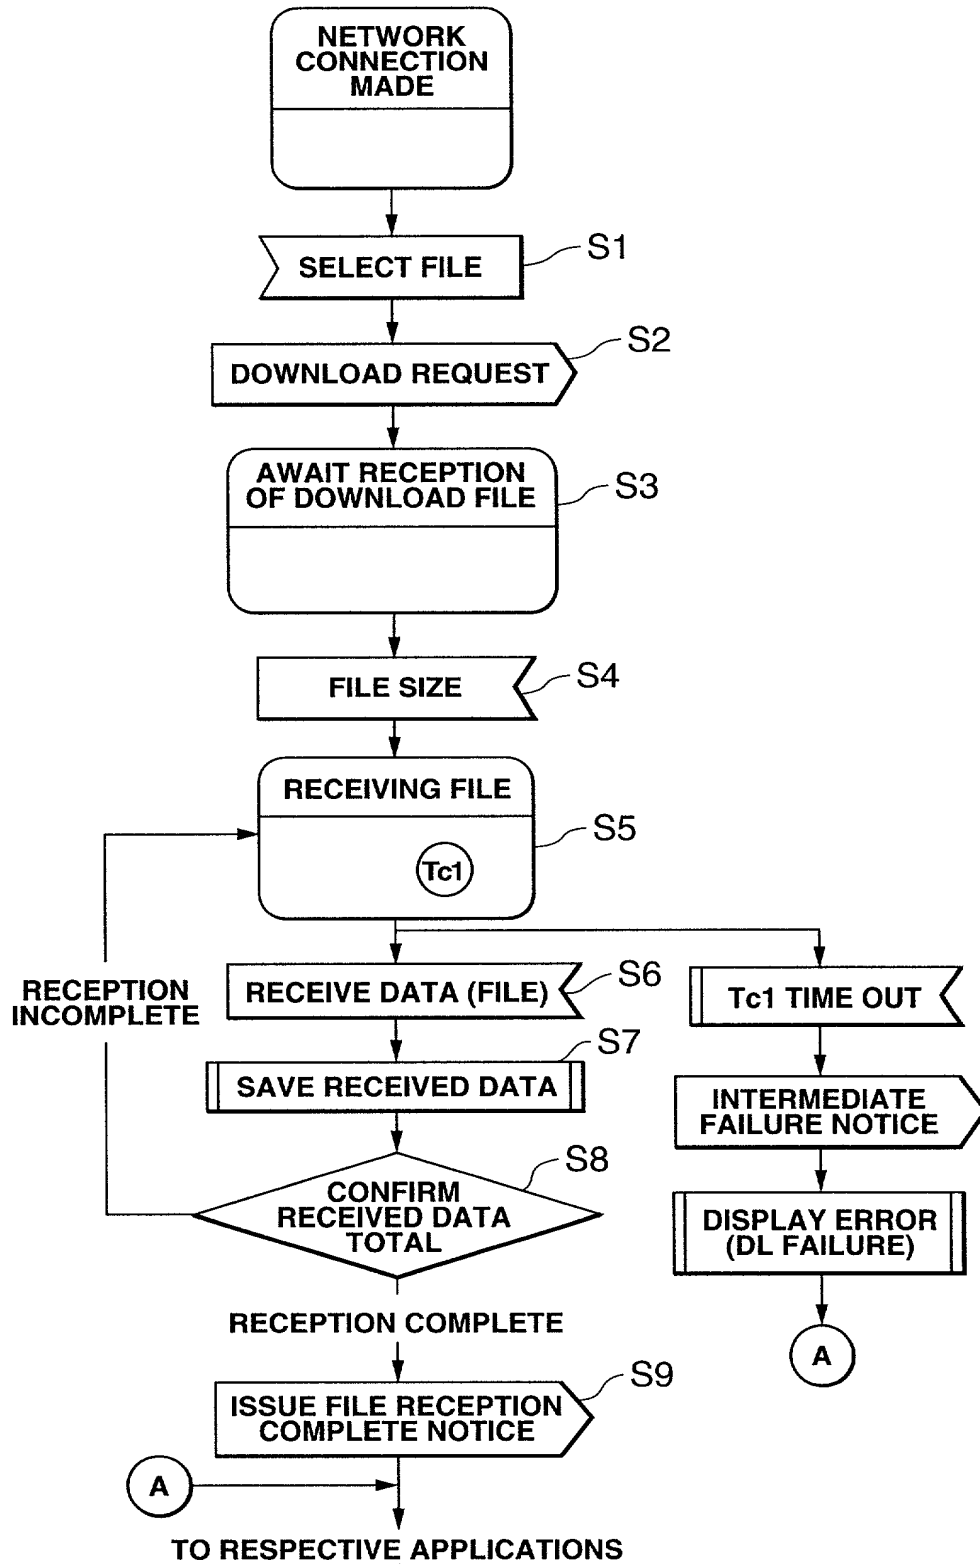 NETWORK
CONNECTION
MADE
SELECT FILE
S1
DOWNLOAD REQUEST
S2
AWAIT RECEPTION
OF DOWNLOAD FILE
S3
FILE SIZE
S4
RECEIVING FILE
S5
Tc1
RECEPTION
INCOMPLETE
RECEIVE DATA (FILE)
S6
Tc1 TIME OUT
SAVE RECEIVED DATA
S7
INTERMEDIATE
FAILURE NOTICE
CONFIRM
RECEIVED DATA
TOTAL
S8
DISPLAY ERROR
(DL FAILURE)
RECEPTION COMPLETE
A
ISSUE FILE RECEPTION
COMPLETE NOTICE
S9
A
TO RESPECTIVE APPLICATIONS